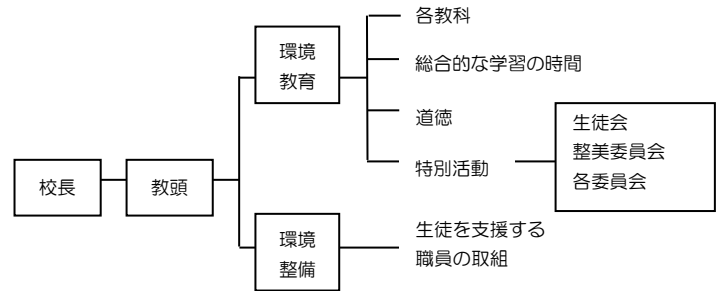 校長
教頭
環境
教育
各教科
総合的な学習の時間
道徳
特別活動
生徒会
整美委員会
各委員会
環境
整備
生徒を支援する
職員の取組